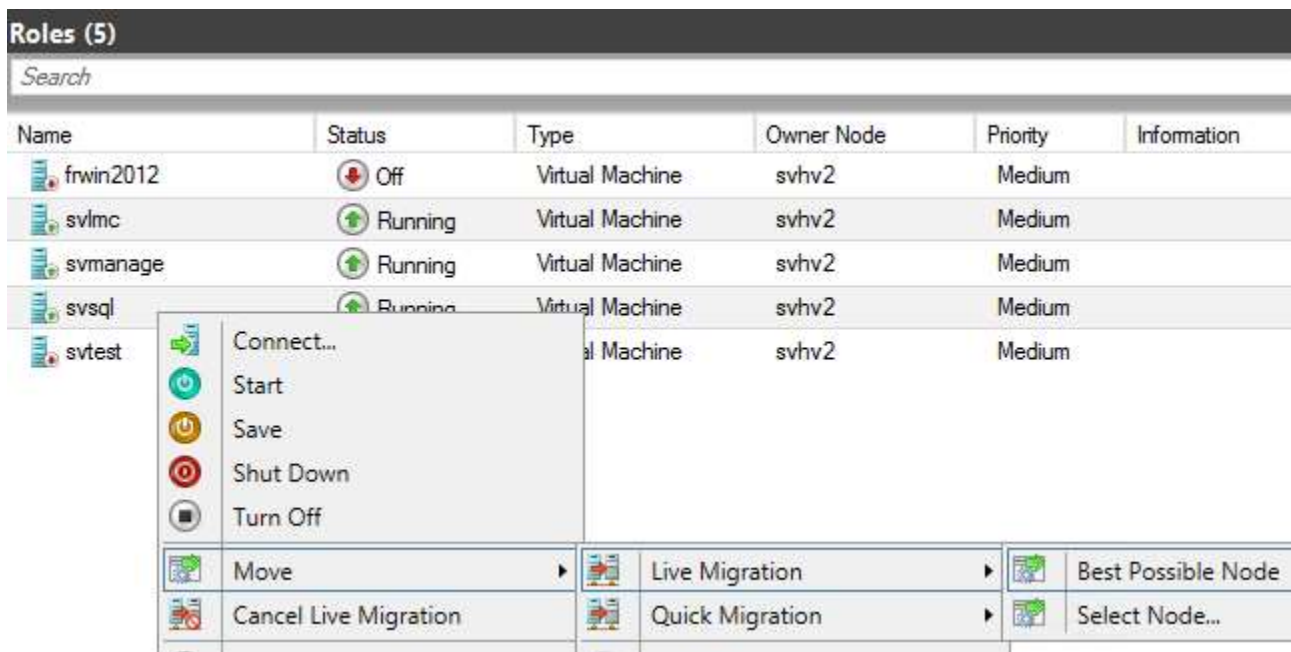 Roles (5)
Search
Name Status Type Owner Node Priority Information
frwin2012 Off Virtual Machine svhv2 Medium
svlmc Running Virtual Machine svhv2 Medium
svmanage Running Virtual Machine svhv2 Medium
svsql Running Virtual Machine svhv2 Medium
svtest al Machine svhv2 Medium
Connect...
Start
Save
Shut Down
Turn Off
Move Live Migration Best Possible Node
Cancel Live Migration Quick Migration Select Node...